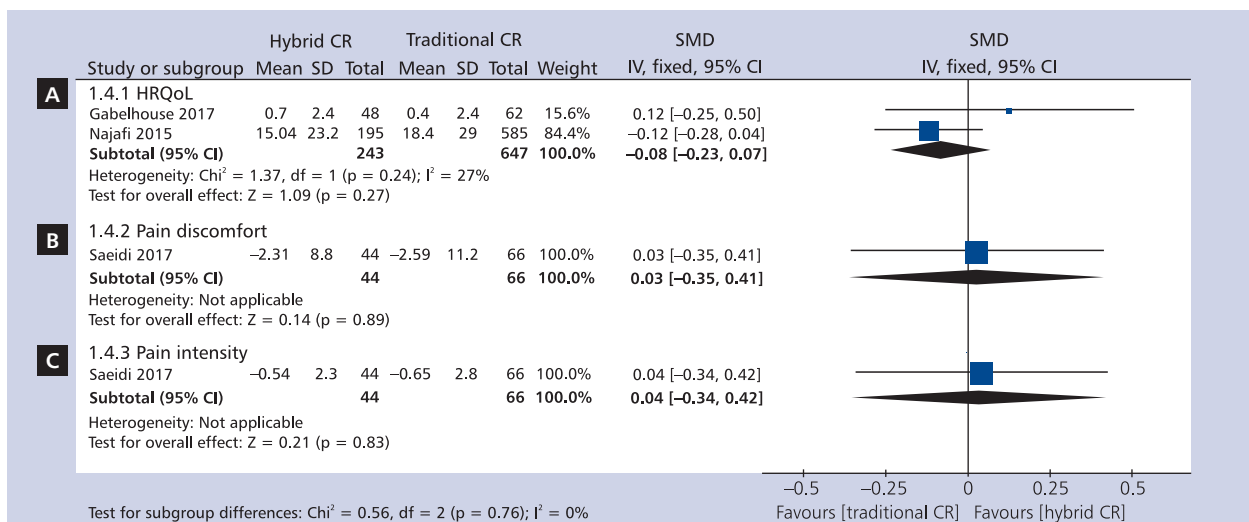 Hybrid CR Traditional CR SMD SMD
Study or subgroup Mean SD Total Mean SD Total Weight IV, fixed, 95% CI IV, fixed, 95% CI
A 1.4.1 HRQoL
Gabelhouse 2017 0.7 2.4 48 0.4 2.4 62 15.6% 0.12 [–0.25, 0.50]
Najafi 2015 15.04 23.2 195 18.4 29 585 84.4% –0.12 [–0.28, 0.04]
Subtotal (95% CI) 243 647 100.0% –0.08 [–0.23, 0.07]
Heterogeneity: Chi² = 1.37, df = 1 (p = 0.24); I² = 27%
Test for overall effect: Z = 1.09 (p = 0.27)
B 1.4.2 Pain discomfort
Saeidi 2017 –2.31 8.8 44 –2.59 11.2 66 100.0% 0.03 [–0.35, 0.41]
Subtotal (95% CI) 44 66 100.0% 0.03 [–0.35, 0.41]
Heterogeneity: Not applicable
Test for overall effect: Z = 0.14 (p = 0.89)
C 1.4.3 Pain intensity
Saeidi 2017 –0.54 2.3 44 –0.65 2.8 66 100.0% 0.04 [–0.34, 0.42]
Subtotal (95% CI) 44 66 100.0% 0.04 [–0.34, 0.42]
Heterogeneity: Not applicable
Test for overall effect: Z = 0.21 (p = 0.83)
–0.5 –0.25 0 0.25 0.5
Test for subgroup differences: Chi² = 0.56, df = 2 (p = 0.76); I² = 0% Favours [traditional CR] Favours [hybrid CR]